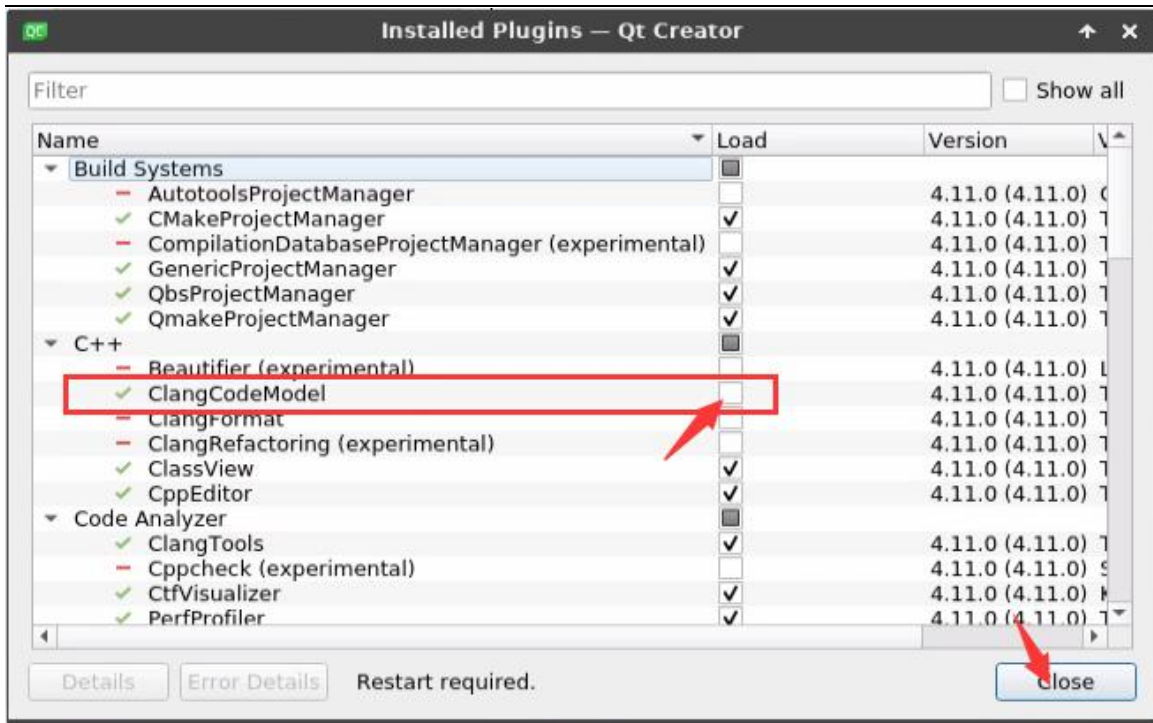 QC Installed Plugins — Qt Creator
Filter Show all
Name Load Version
Build Systems
AutotoolsProjectManager 4.11.0 (4.11.0)
CMakeProjectManager 4.11.0 (4.11.0)
CompilationDatabaseProjectManager (experimental) 4.11.0 (4.11.0)
GenericProjectManager 4.11.0 (4.11.0)
QbsProjectManager 4.11.0 (4.11.0)
QmakeProjectManager 4.11.0 (4.11.0)
C++
Beautifier (experimental) 4.11.0 (4.11.0)
ClangCodeModel 4.11.0 (4.11.0)
ClangFormat 4.11.0 (4.11.0)
ClangRefactoring (experimental) 4.11.0 (4.11.0)
ClassView 4.11.0 (4.11.0)
CppEditor 4.11.0 (4.11.0)
Code Analyzer
ClangTools 4.11.0 (4.11.0)
Cppcheck (experimental) 4.11.0 (4.11.0)
CtfVisualizer 4.11.0 (4.11.0)
PerfProfiler 4.11.0 (4.11.0)
Details Error Details Restart required. Close